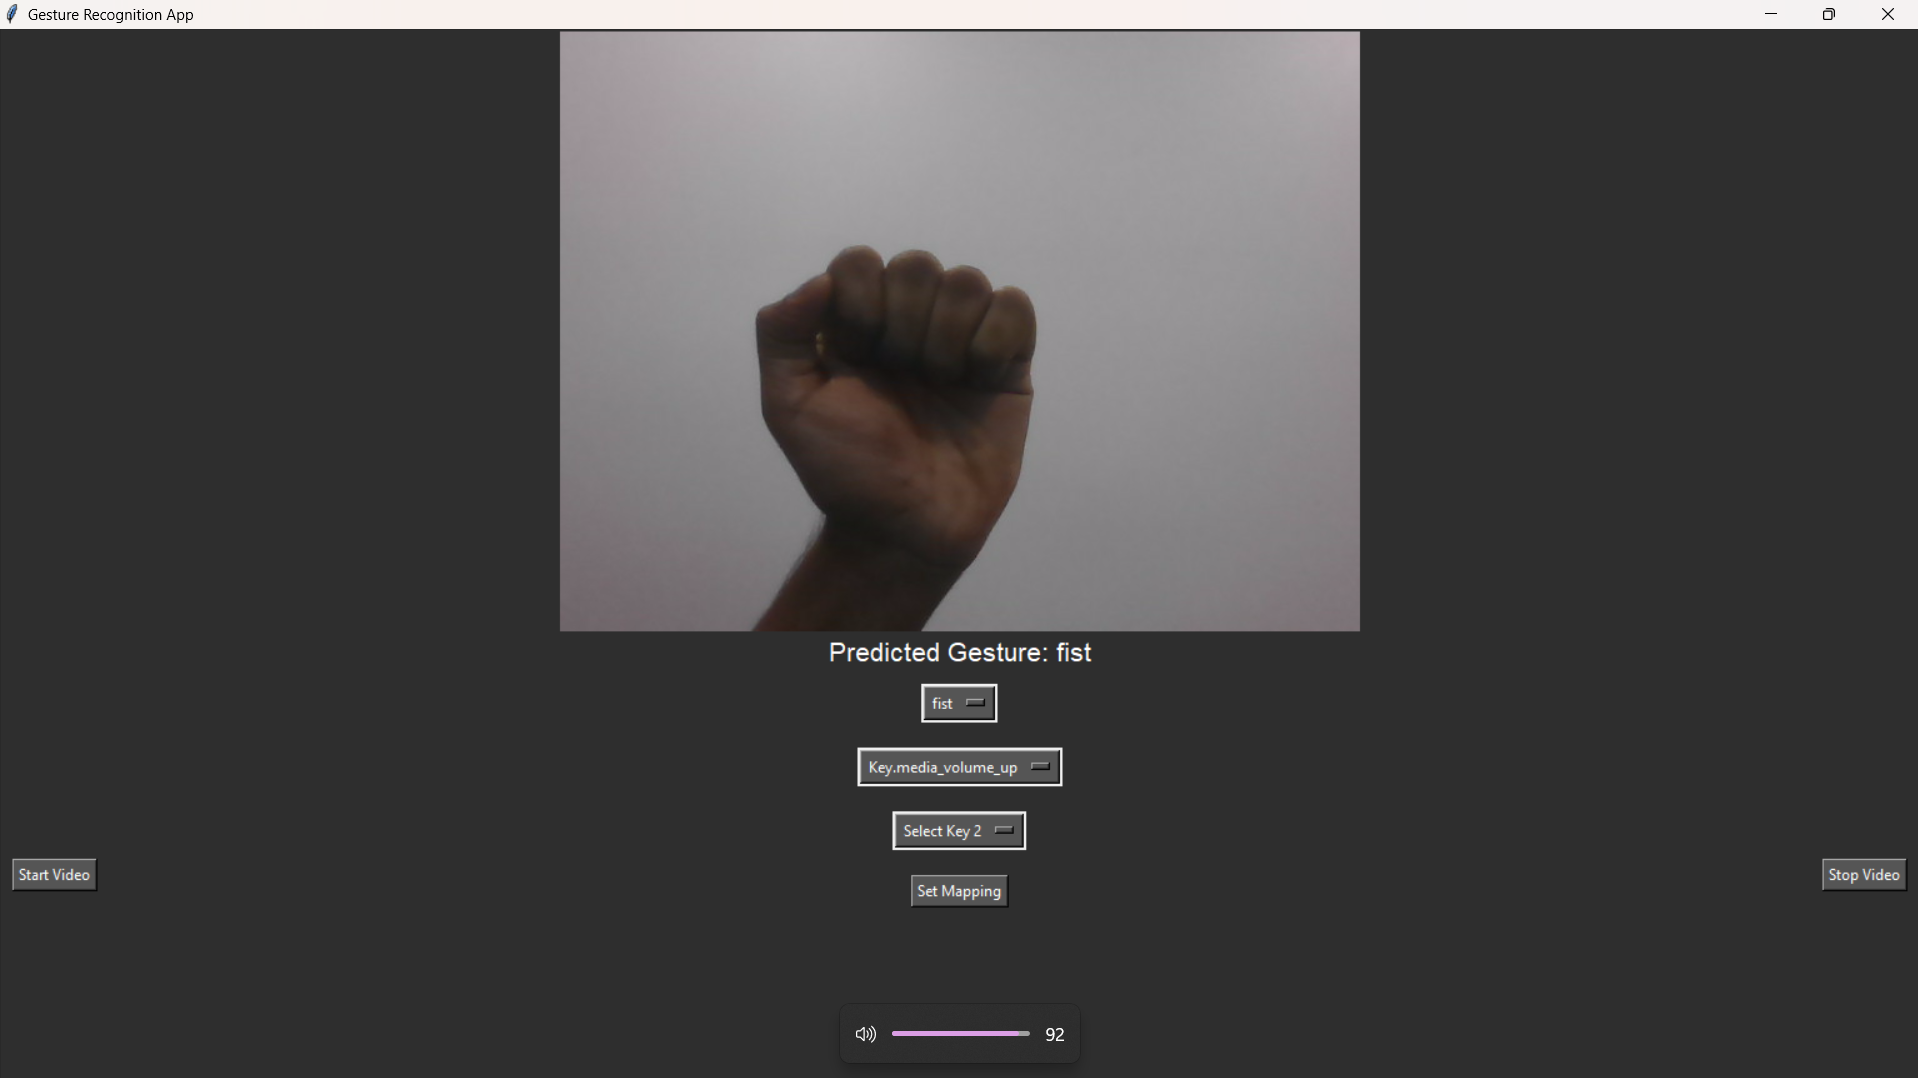 Gesture Recognition App
Predicted Gesture: fist
fist
Key.media_volume_up
Select Key 2
Start Video
Stop Video
Set Mapping
92